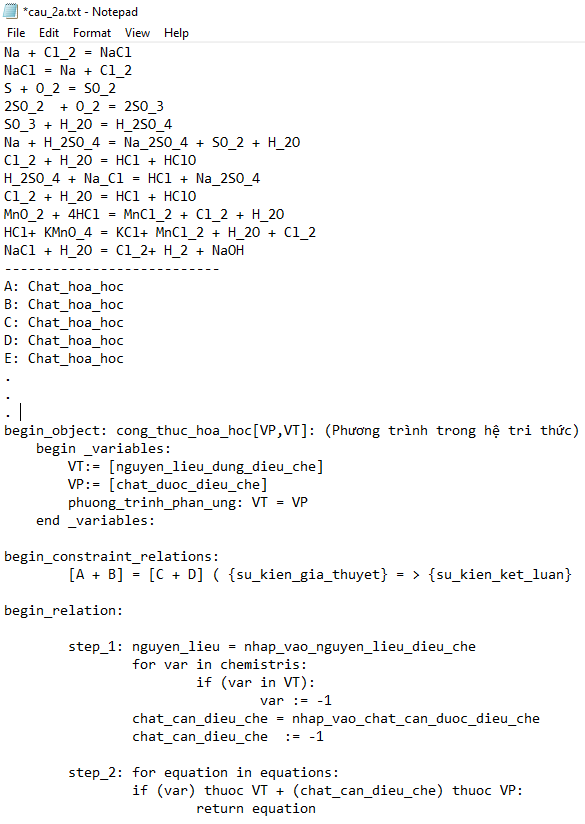 *cau_2a.txt - Notepad
File Edit Format View Help
Na + Cl_2 = NaCl
NaCl = Na + Cl_2
S + O_2 = SO_2
2SO_2  + O_2 = 2SO_3
SO_3 + H_2O = H_2SO_4
Na + H_2SO_4 = Na_2SO_4 + SO_2 + H_2O
Cl_2 + H_2O = HCl + HClO
H_2SO_4 + Na_Cl = HCl + Na_2SO_4
Cl_2 + H_2O = HCl + HClO
MnO_2 + 4HCl = MnCl_2 + Cl_2 + H_2O
HCl+ KMnO_4 = KCl+ MnCl_2 + H_2O + Cl_2
NaCl + H_2O = Cl_2+ H_2 + NaOH
---------------------------
A: Chat_hoa_hoc
B: Chat_hoa_hoc
C: Chat_hoa_hoc
D: Chat_hoa_hoc
E: Chat_hoa_hoc
.
.
.
begin_object: cong_thuc_hoa_hoc[VP,VT]: (Phương trình trong hệ tri thức)
    begin _variables:
        VT:= [nguyen_lieu_dung_dieu_che]
        VP:= [chat_duoc_dieu_che]
        phuong_trinh_phan_ung: VT = VP
    end _variables:
begin_constraint_relations:
        [A + B] = [C + D] ( {su_kien_gia_thuyet} = > {su_kien_ket_luan}
begin_relation:
        step_1: nguyen_lieu = nhap_vao_nguyen_lieu_dieu_che
                for var in chemistris:
                        if (var in VT):
                                var := -1
                chat_can_dieu_che = nhap_vao_chat_can_duoc_dieu_che
                chat_can_dieu_che  := -1
        step_2: for equation in equations:
                if (var) thuoc VT + (chat_can_dieu_che) thuoc VP:
                        return equation